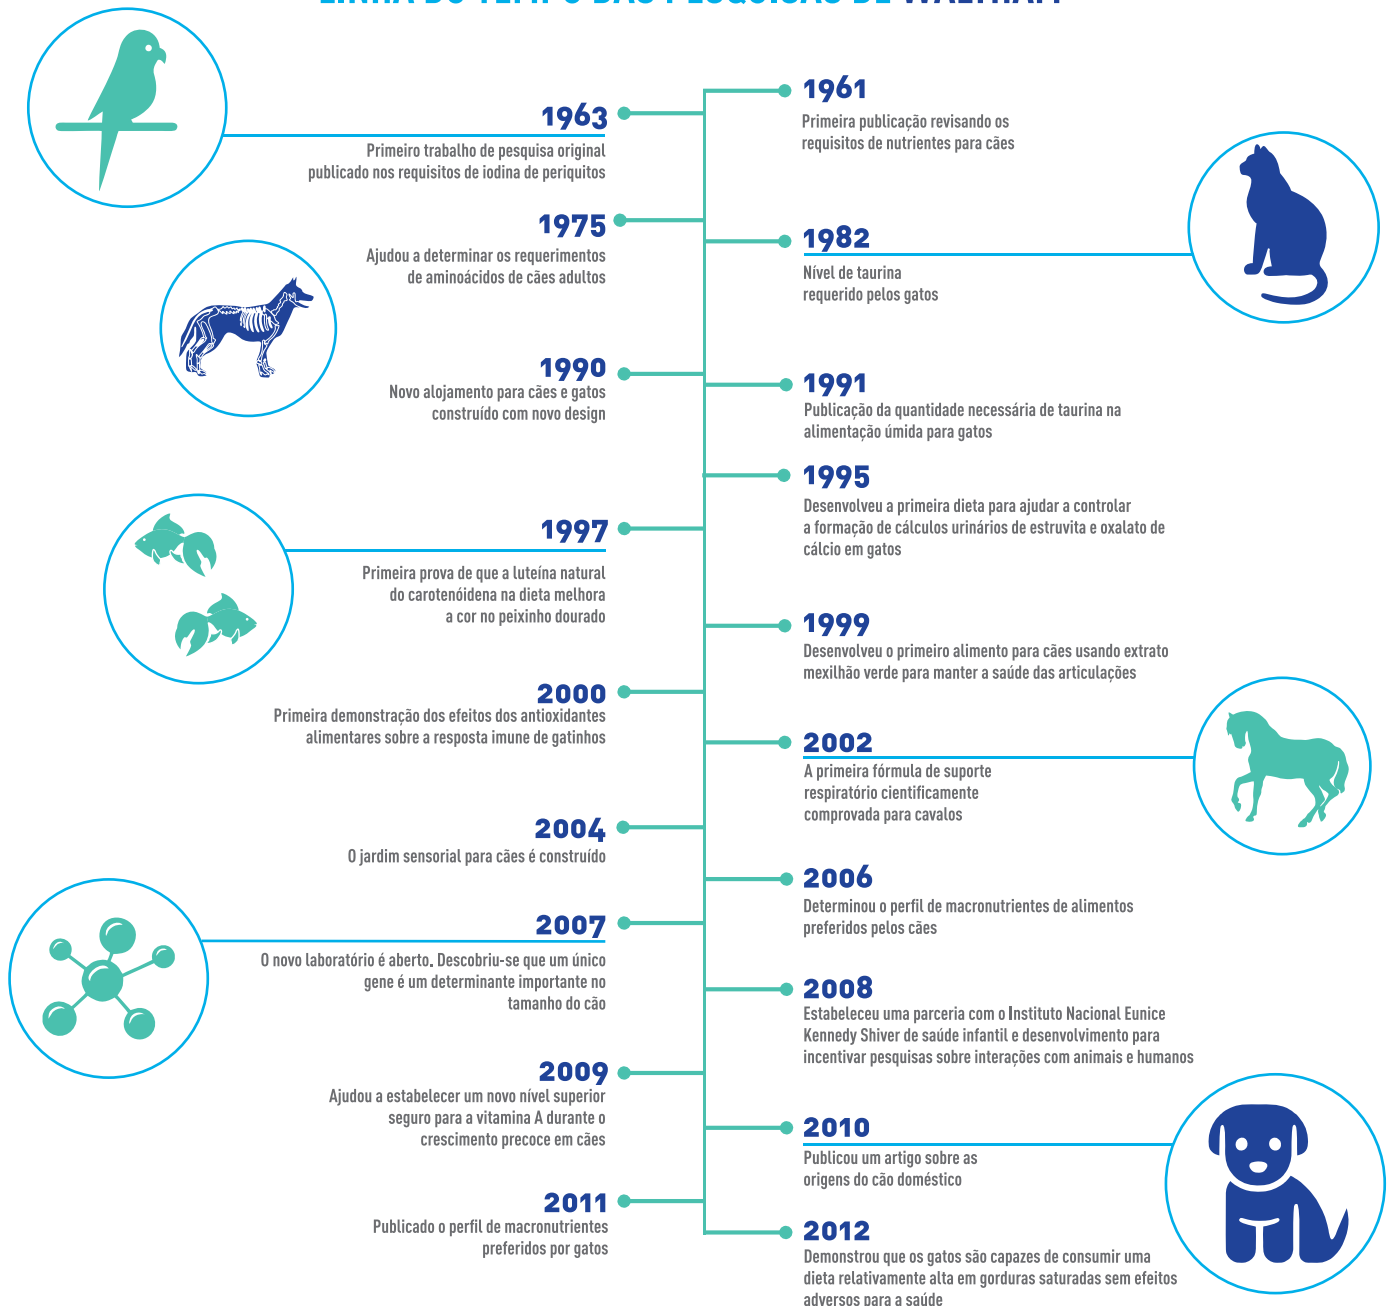 LINHA DO TEMPO DAS PESQUISAS DE WALTHAM
1961
Primeira publicação revisando os
requisitos de nutrientes para cães
1963
Primeiro trabalho de pesquisa original
publicado nos requisitos de iodina de periquitos
1975
Ajudou a determinar os requerimentos
de aminoácidos de cães adultos
1982
Nível de taurina
requerido pelos gatos
1990
Novo alojamento para cães e gatos
construído com novo design
1991
Publicação da quantidade necessária de taurina na
alimentação úmida para gatos
1995
Desenvolveu a primeira dieta para ajudar a controlar
a formação de cálculos urinários de estruvita e oxalato de
cálcio em gatos
1997
Primeira prova de que a luteína natural
do carotenóidena na dieta melhora
a cor no peixinho dourado
1999
Desenvolveu o primeiro alimento para cães usando extrato
mexilhão verde para manter a saúde das articulações
2000
Primeira demonstração dos efeitos dos antioxidantes
alimentares sobre a resposta imune de gatinhos
2002
A primeira fórmula de suporte
respiratório cientificamente
comprovada para cavalos
2004
O jardim sensorial para cães é construído
2006
Determinou o perfil de macronutrientes de alimentos
preferidos pelos cães
2007
O novo laboratório é aberto. Descobriu-se que um único
gene é um determinante importante no
tamanho do cão
2008
Estabeleceu uma parceria com o Instituto Nacional Eunice
Kennedy Shiver de saúde infantil e desenvolvimento para
incentivar pesquisas sobre interações com animais e humanos
2009
Ajudou a estabelecer um novo nível superior
seguro para a vitamina A durante o
crescimento precoce em cães
2010
Publicou um artigo sobre as
origens do cão doméstico
2011
Publicado o perfil de macronutrientes
preferidos por gatos
2012
Demonstrou que os gatos são capazes de consumir uma
dieta relativamente alta em gorduras saturadas sem efeitos
adversos para a saúde